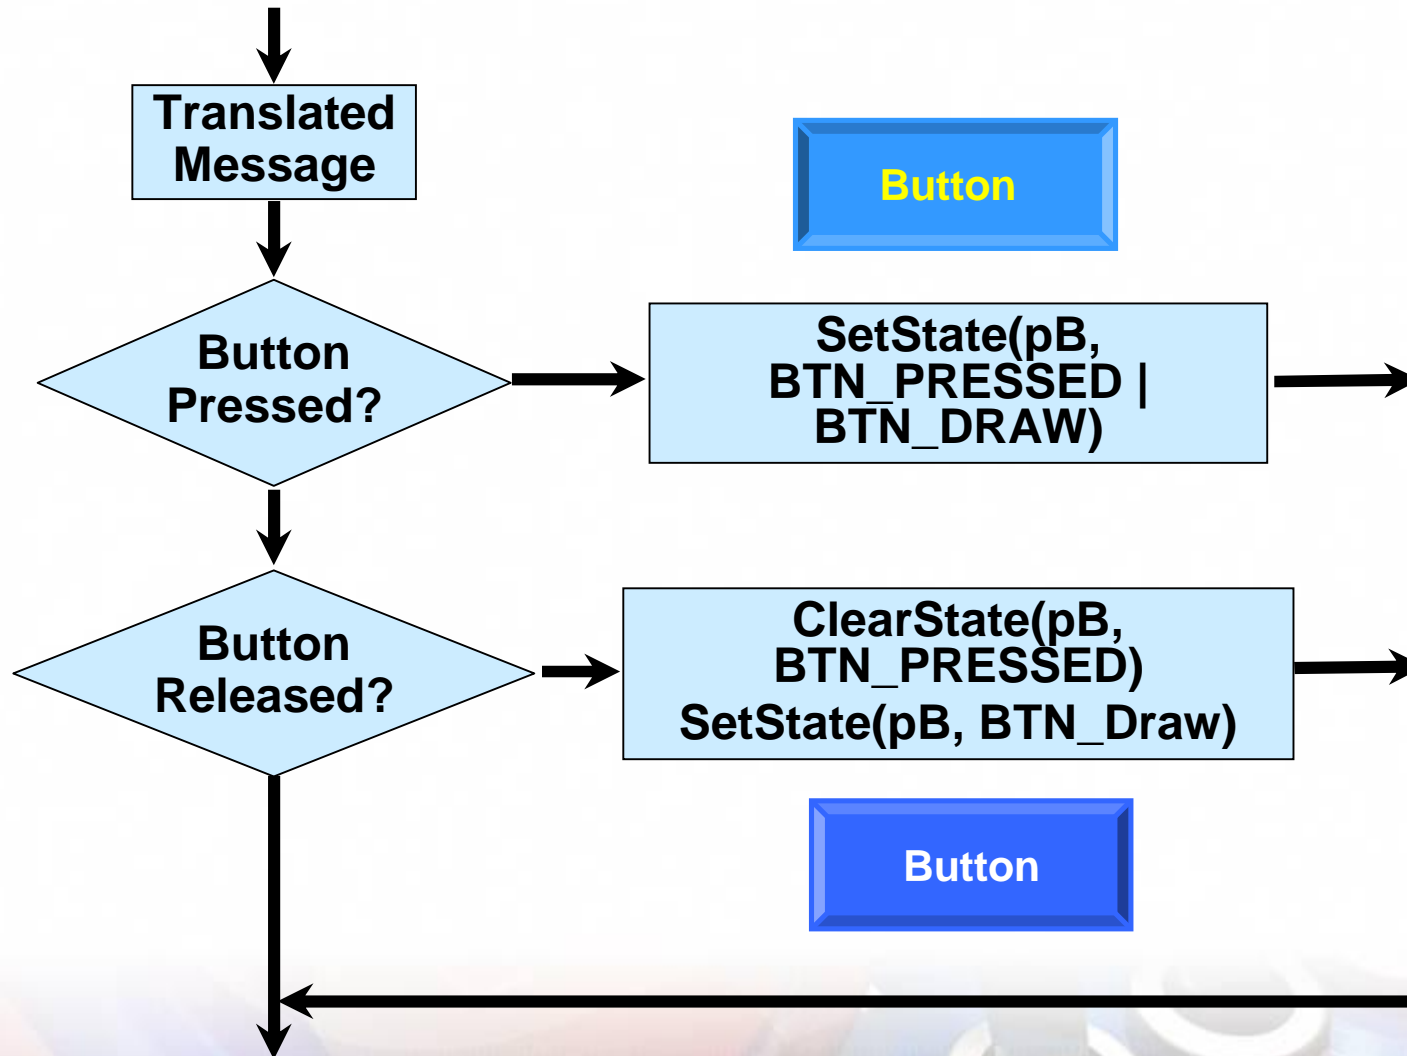 Translated
Message
Button
Button
Pressed?
SetState(pB,
BTN_PRESSED |
BTN_DRAW)
Button
Released?
ClearState(pB,
BTN_PRESSED)
SetState(pB, BTN_Draw)
Button